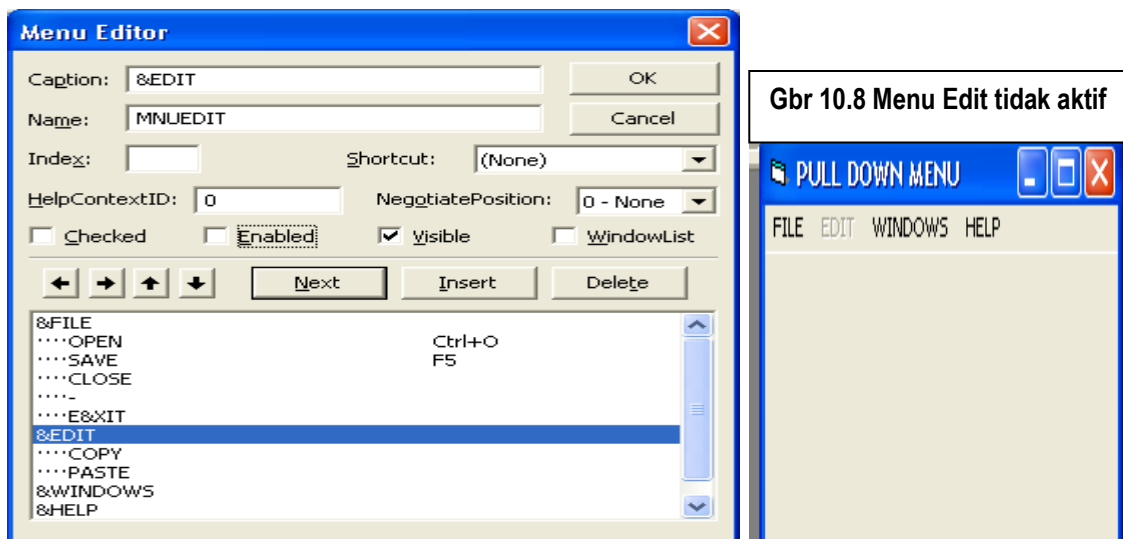 Menu Editor
Caption: &EDIT OK
Name: MNUEDIT Cancel
Index: Shortcut: (None)
HelpContextID: 0 NegotiatePosition: 0 - None
Checked Enabled Visible WindowList
Next Insert Delete
&FILE
····OPEN Ctrl+O
····SAVE F5
····CLOSE
····-
····E&XIT
&EDIT
····COPY
····PASTE
&WINDOWS
&HELP
Gbr 10.8 Menu Edit tidak aktif
PULL DOWN MENU
FILE EDIT WINDOWS HELP